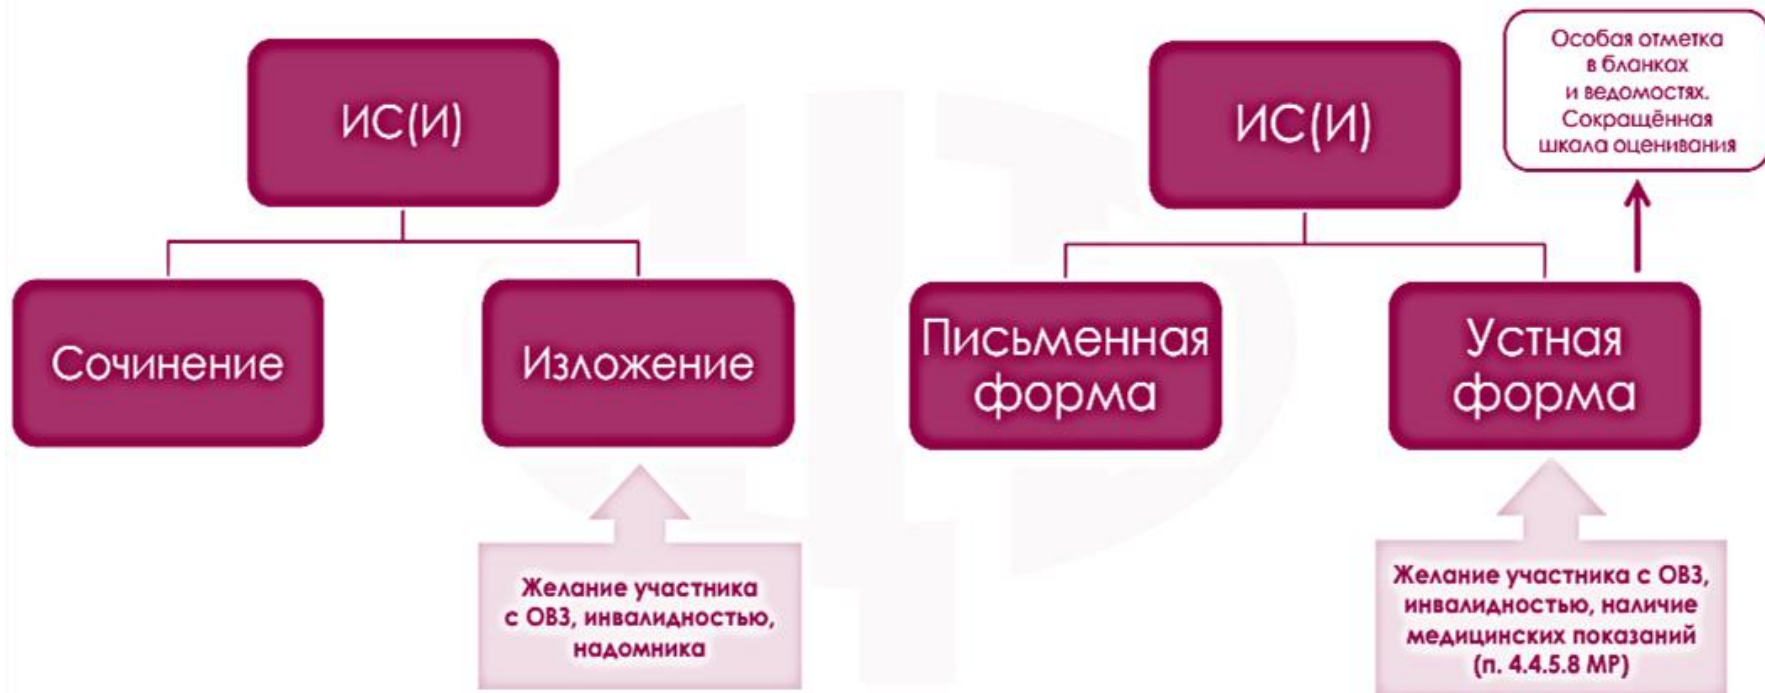 ИС(И)
Сочинение
Изложение
Желание участника
с ОВЗ, инвалидностью,
надомника
ИС(И)
Особая отметка
в бланках
и ведомостях.
Сокращённая
шкала оценивания
Письменная
форма
Устная
форма
Желание участника с ОВЗ,
инвалидностью, наличие
медицинских показаний
(п. 4.4.5.8 МР)